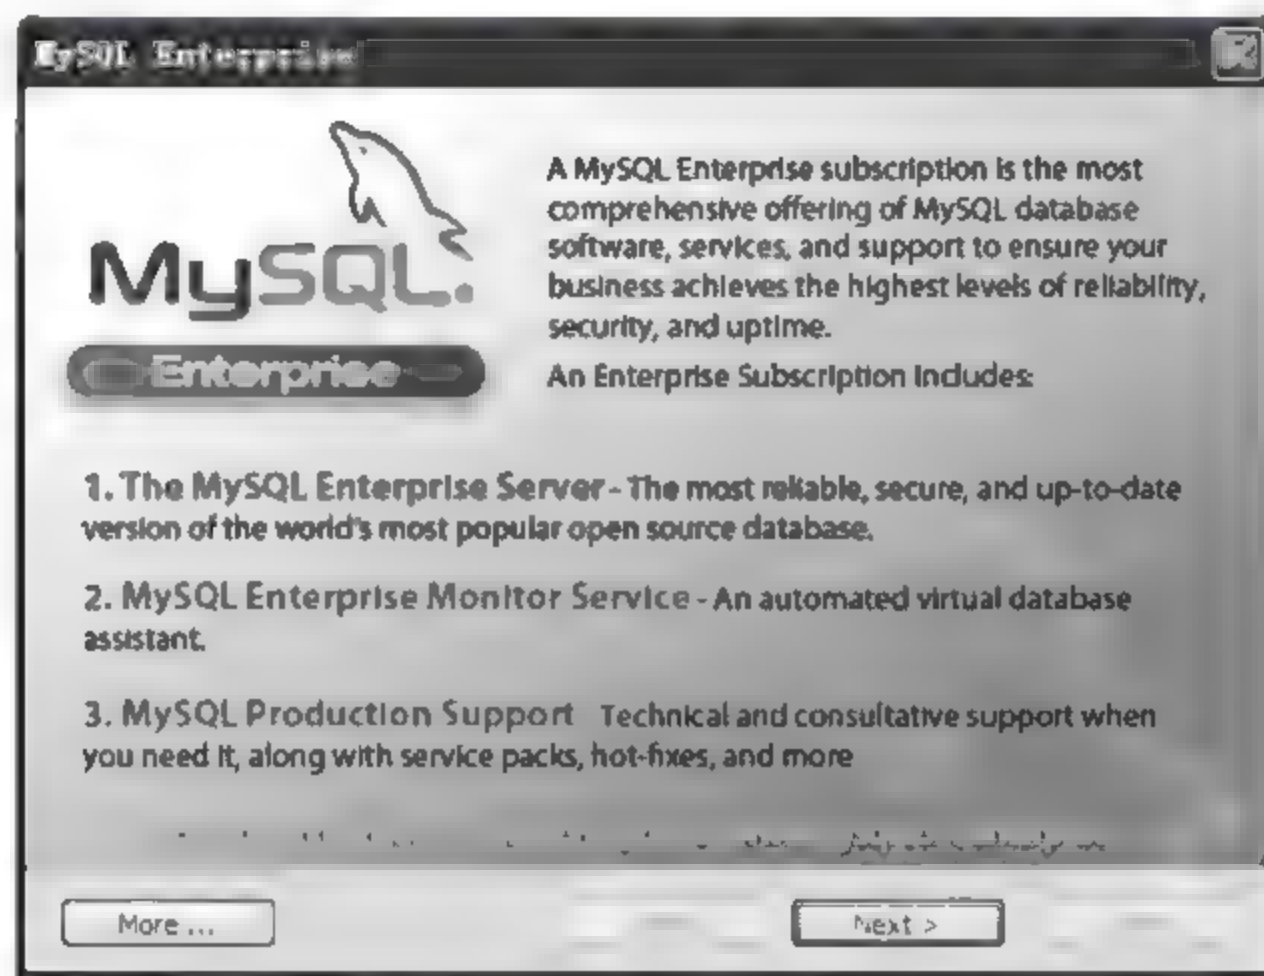 MySQL Enterprise
MySQL.
Enterprise
A MySQL Enterprise subscription is the most
comprehensive offering of MySQL database
software, services, and support to ensure your
business achieves the highest levels of reliability,
security, and uptime.
An Enterprise Subscription includes:
1. The MySQL Enterprise Server - The most reliable, secure, and up-to-date
version of the world's most popular open source database.
2. MySQL Enterprise Monitor Service - An automated virtual database
assistant.
3. MySQL Production Support Technical and consultative support when
you need it, along with service packs, hot-fixes, and more
More ...
Next >